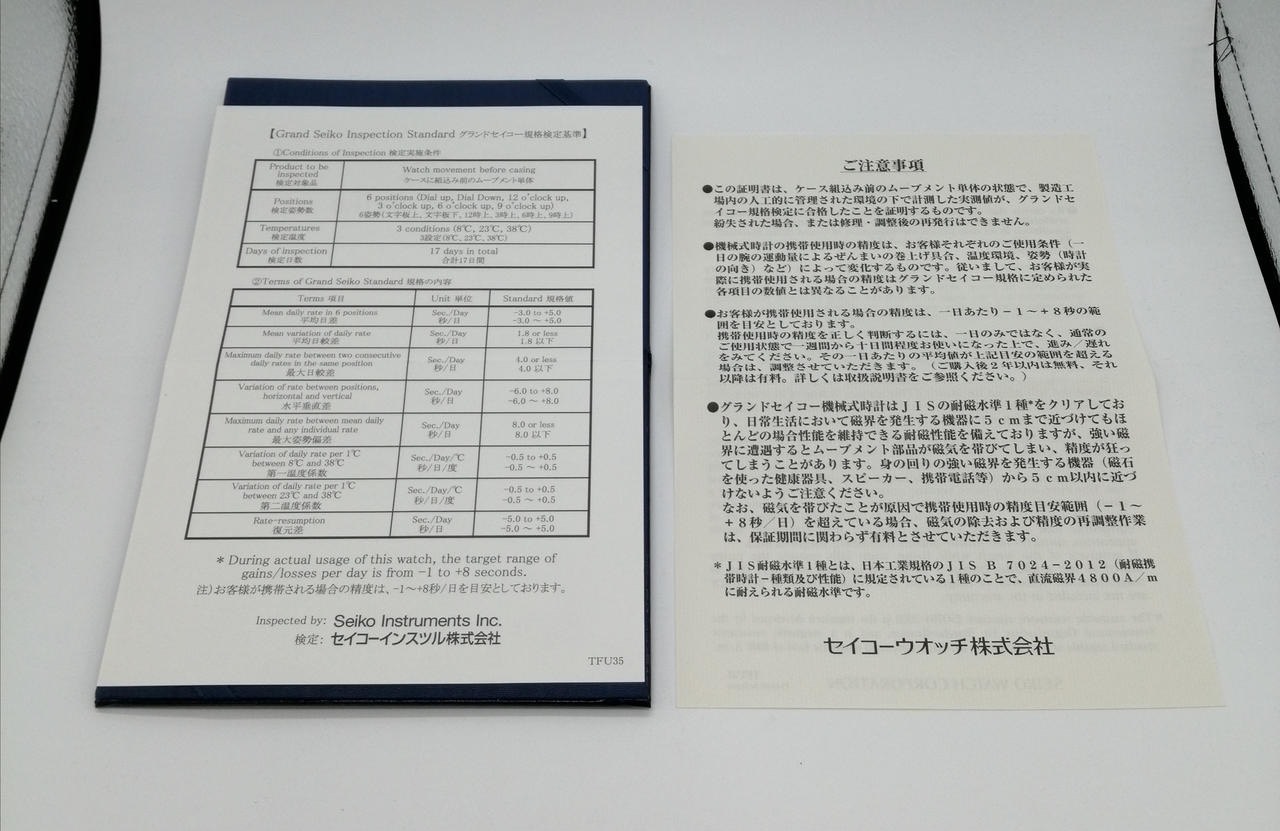 【Grand Seiko Inspection Standard グランドセイコー規格検定基準】
①Conditions of Inspection 検定実施条件
Product to be inspected 検定対象品 Watch movement before casing ケースに組込み前のムーブメント単体
Positions 検定姿勢数 6 positions (Dial up, Dial Down, 12 o'clock up, 3 o'clock up, 6 o'clock up, 9 o'clock up) 6姿勢(文字板上、文字板下、12時上、3時上、6時上、9時上)
Temperatures 検定温度 3 conditions (8℃, 23℃, 38℃) 3設定(8℃、23℃、38℃)
Days of inspection 検定日数 17 days in total 合計17日間
②Terms of Grand Seiko Standard 規格の内容
Terms 項目 Unit 単位 Standard 規格値
Mean daily rate in 6 positions 平均日差 Sec./Day 秒/日 -3.0 to +5.0 -3.0 ～ +5.0
Mean variation of daily rate 平均日較差 Sec./Day 秒/日 1.8 or less 1.8 以下
Maximum daily rate between two consecutive daily rates in the same position 最大日較差 Sec./Day 秒/日 4.0 or less 4.0 以下
Variation of rate between positions, horizontal and vertical 水平垂直差 Sec./Day 秒/日 -6.0 to +8.0 -6.0 ～ +8.0
Maximum daily rate between mean daily rate and any individual rate 最大姿勢偏差 Sec./Day 秒/日 8.0 or less 8.0 以下
Variation of daily rate per 1℃ between 8℃ and 38℃ 第一温度係数 Sec./Day/℃ 秒/日/度 -0.5 to +0.5 -0.5 ～ +0.5
Variation of daily rate per 1℃ between 23℃ and 38℃ 第二温度係数 Sec./Day/℃ 秒/日/度 -0.5 to +0.5 -0.5 ～ +0.5
Rate-resumption 復元差 Sec./Day 秒/日 -5.0 to +5.0 -5.0 ～ +5.0
* During actual usage of this watch, the target range of
gains/losses per day is from -1 to +8 seconds.
注)お客様が携帯される場合の精度は、-1～+8秒/日を目安としております。
Inspected by: Seiko Instruments Inc.
検定: セイコーインスツル株式会社
TFU35
ご注意事項
●この証明書は、ケース組込み前のムーブメント単体の状態で、製造工
場内の人工的に管理された環境の下で計測した実測値が、グランドセ
イコー規格検定に合格したことを証明するものです。
紛失された場合、または修理・調整後の再発行はできません。
●機械式時計の携帯使用時の精度は、お客様それぞれのご使用条件（一
日の腕の運動量によるぜんまいの巻上げ具合、温度環境、姿勢（時計
の向き）など）によって変化するものです。従いまして、お客様が実
際に携帯使用される場合の精度はグランドセイコー規格に定められた
各項目の数値とは異なることがあります。
●お客様が携帯使用される場合の精度は、一日あたり－1～＋8秒の範
囲を目安としております。
携帯使用時の精度を正しく判断するには、一日のみではなく、通常の
ご使用状態で一週間から十日間程度お使いになった上で、進み／遅れ
をみてください。その一日あたりの平均値が上記目安の範囲を超える
場合は、調整させていただきます。（ご購入後2年以内は無料、それ
以降は有料。詳しくは取扱説明書をご参照ください。）
●グランドセイコー機械式時計はJISの耐磁水準1種*をクリアしてお
り、日常生活において磁界を発生する機器に5cmまで近づけてもほ
とんどの場合性能を維持できる耐磁性能を備えておりますが、強い磁
界に遭遇するとムーブメント部品が磁気を帯びてしまい、精度が狂っ
てしまうことがあります。身の回りの強い磁界を発生する機器（磁石
を使った健康器具、スピーカー、携帯電話等）から5cm以内に近づ
けないようご注意ください。
なお、磁気を帯びたことが原因で携帯使用時の精度目安範囲（－1～
＋8秒／日）を超えている場合、磁気の除去および精度の再調整作業
は、保証期間に関わらず有料とさせていただきます。
*JIS耐磁水準1種とは、日本工業規格のJIS B 7024-2012（耐磁携
帯時計－種類及び性能）に規定されている1種のことで、直流磁界4800A／m
に耐えられる耐磁水準です。
セイコーウオッチ株式会社